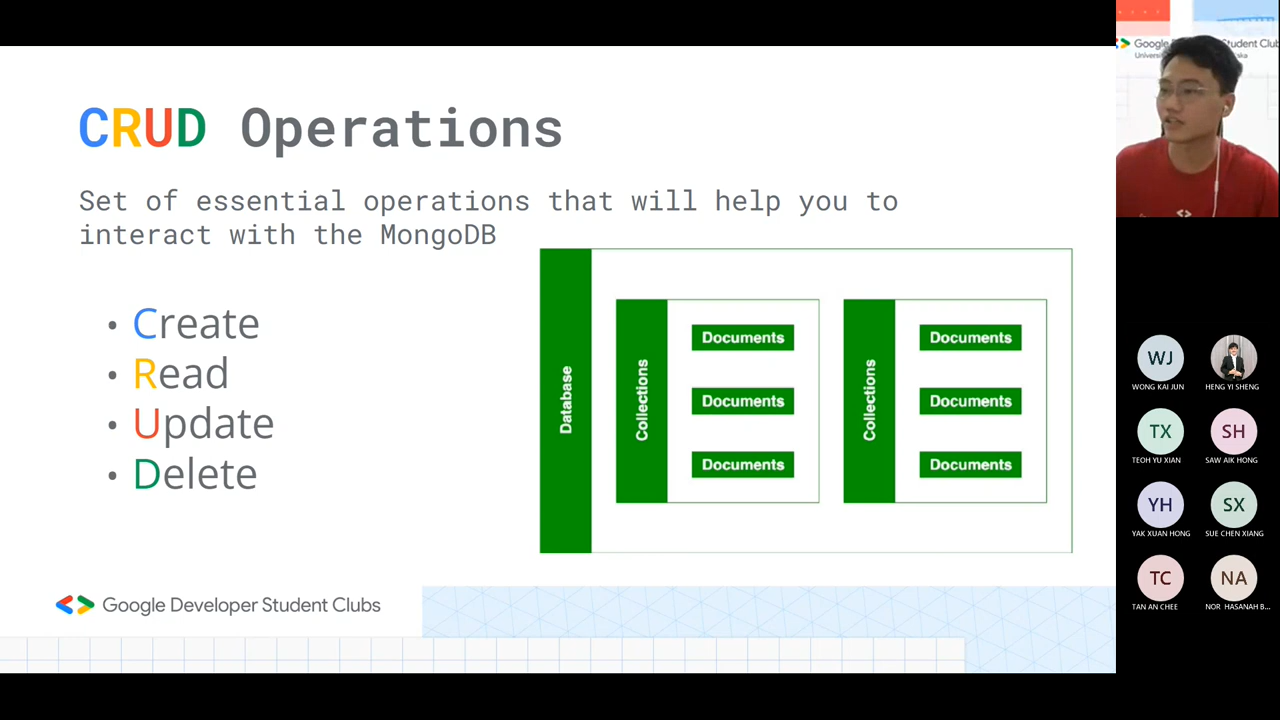 CRUD Operations
Set of essential operations that will help you to
interact with the MongoDB
• Create
• Read
• Update
• Delete
Database
Collections
Documents
Documents
Documents
Collections
Documents
Documents
Documents
Google Developer Student Clubs
Google
Student Club
WJ
WONG KAI JUN
HENG YI SHENG
TX
TEOH YU XIAN
SH
SAW AIK HONG
YH
YAK XUAN HONG
SX
SUE CHEN XIANG
TC
TAN AN CHEE
NA
NOR HASANAH B...